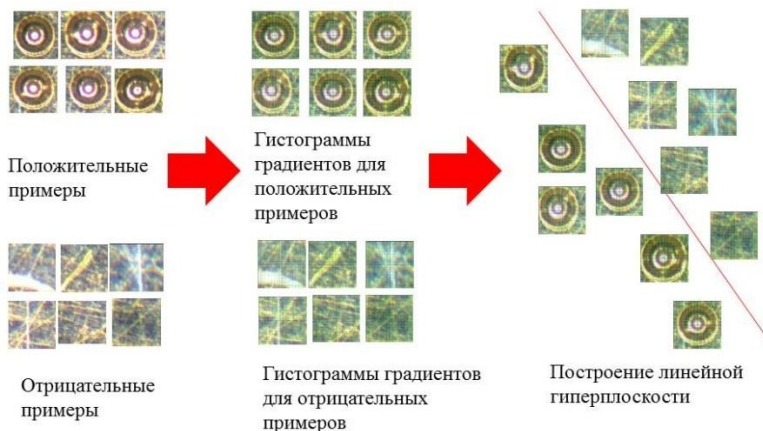 Положительные
примеры
Гистограммы
градиентов для
положительных
примеров
Отрицательные
примеры
Гистограммы градиентов
для отрицательных
примеров
Построение линейной
гиперплоскости